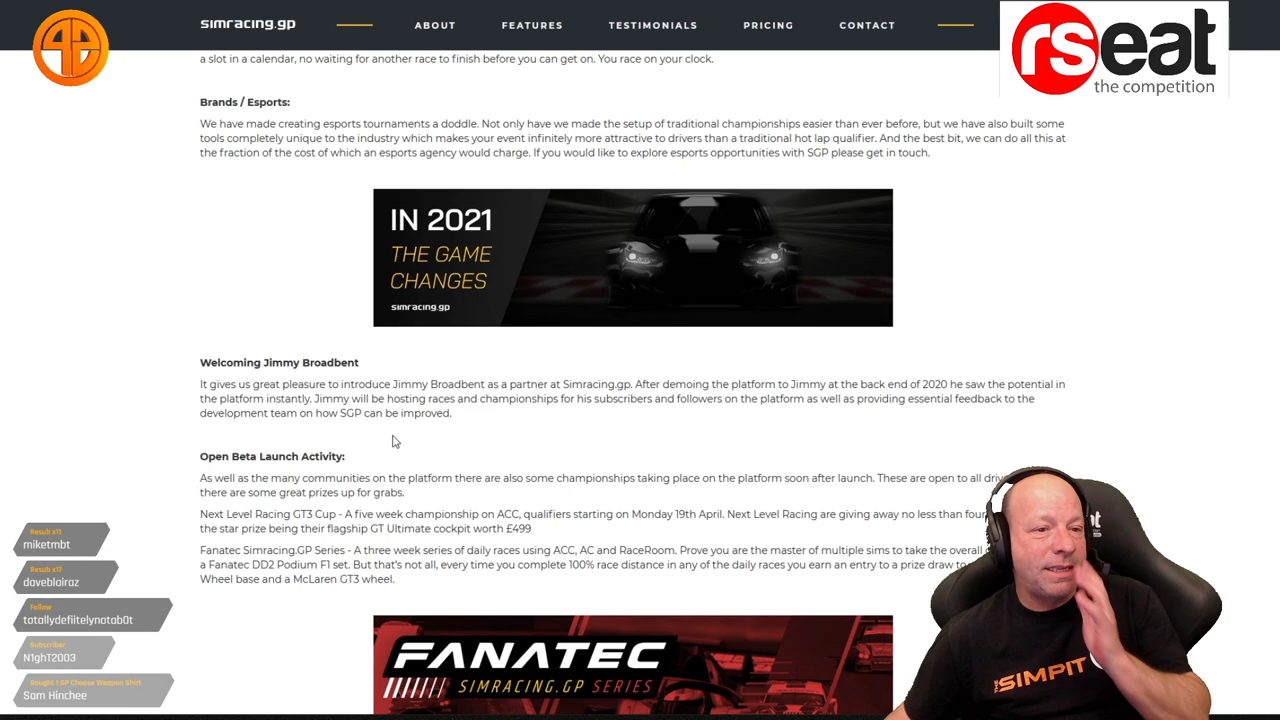 simracing.gp
ABOUT
FEATURES
TESTIMONIALS
PRICING
CONTACT
rseat
the competition
a slot in a calendar, no waiting for another race to finish before you can get on. You race on your clock.
Brands / Esports:
We have made creating esports tournaments a doddle. Not only have we made the setup of traditional championships easier than ever before, but we have also built some
tools completely unique to the industry which makes your event infinitely more attractive to drivers than a traditional hot lap qualifier. And the best bit, we can do all this at
the fraction of the cost of which an esports agency would charge. If you would like to explore esports opportunities with SGP please get in touch.
IN 2021
THE GAME
CHANGES
simracing.gp
Welcoming Jimmy Broadbent
It gives us great pleasure to introduce Jimmy Broadbent as a partner at Simracing.gp. After demoing the platform to Jimmy at the back end of 2020 he saw the potential in
the platform instantly. Jimmy will be hosting races and championships for his subscribers and followers on the platform as well as providing essential feedback to the
development team on how SGP can be improved.
Open Beta Launch Activity:
As well as the many communities on the platform there are also some championships taking place on the platform soon after launch. These are open to all
there are some great prizes up for grabs.
Next Level Racing GT3 Cup - A five week championship on ACC, qualifiers starting on Monday 19th April. Next Level Racing are giving away no less than
the star prize being their flagship GT Ultimate cockpit worth £499
Fanatec Simracing.GP Series - A three week series of daily races using ACC, AC and RaceRoom. Prove you are the master of multiple sims to take the overall
a Fanatec DD2 Podium F1 set. But that's not all, every time you complete 100% race distance in any of the daily races you earn an entry to a prize draw to
Wheel base and a McLaren GT3 wheel.
FANATEC
SIMRACING.GP SERIES
Resub x11
miketmbt
Resub x17
daveblairaz
Follow
totallydefiitelynotab0t
Subscriber
N1ghT2003
Bought 1 GP Choose Weapon Shirt
Sam Hinchee
THE SIMPIT